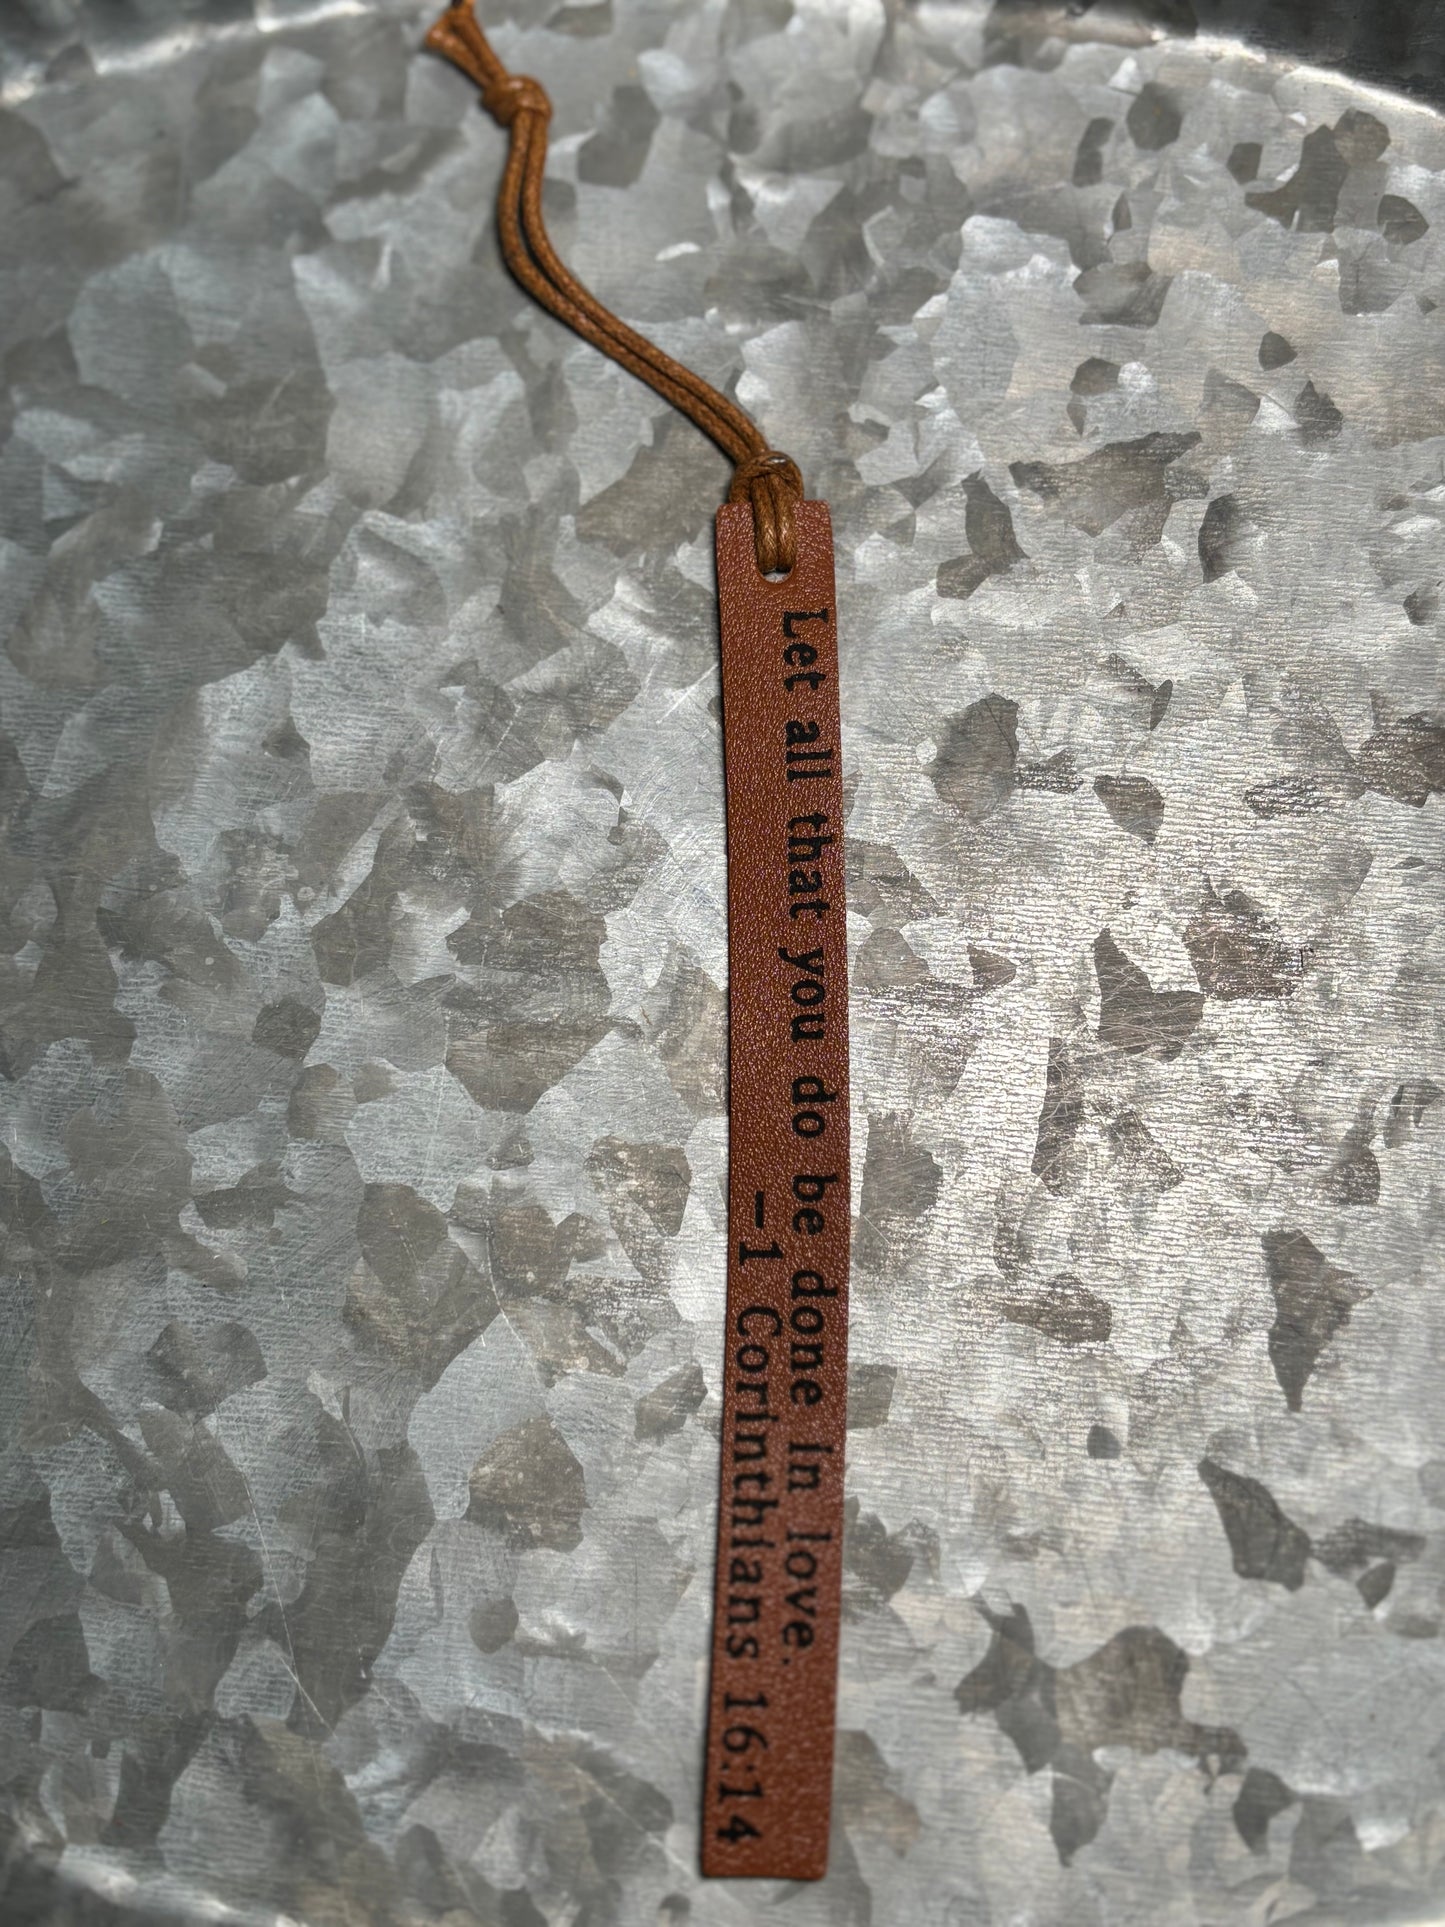 Let all that you do be done in love.
-1 Corinthians 16:14